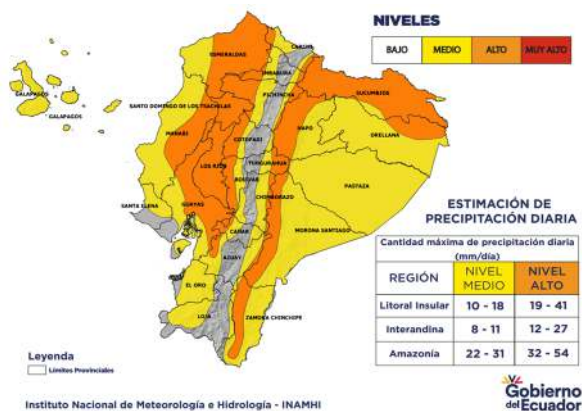 NIVELES
BAJO
MEDIO
ALTO
MUY ALTO
CARCHI
ESMERALDAS
IMBABURA
SUCUMBIOS
PICHINCHA
GALAPAGOS
GALAPAGOS
SANTO DOMINGO DE LOS TSACHILAS
NAPO
ORELLANA
MANABI
COTOPAXI
LOS RIOS
TUNGURAHUA
BOLIVAR
PASTAZA
CHIMBORAZO
SANTA ELENA
GUAYAS
MORONA SANTIAGO
CAÑAR
AZUAY
EL ORO
LOJA
ZAMORA CHINCHIPE
ESTIMACIÓN DE
PRECIPITACIÓN DIARIA
Cantidad máxima de precipitación diaria
(mm/día)
REGIÓN
NIVEL
MEDIO
NIVEL
ALTO
Litoral Insular
10 - 18
19 - 41
Interandina
8 - 11
12 - 27
Amazonía
22 - 31
32 - 54
Leyenda
Límites Provinciales
Instituto Nacional de Meteorología e Hidrología - INAMHI
Gobierno
del Ecuador